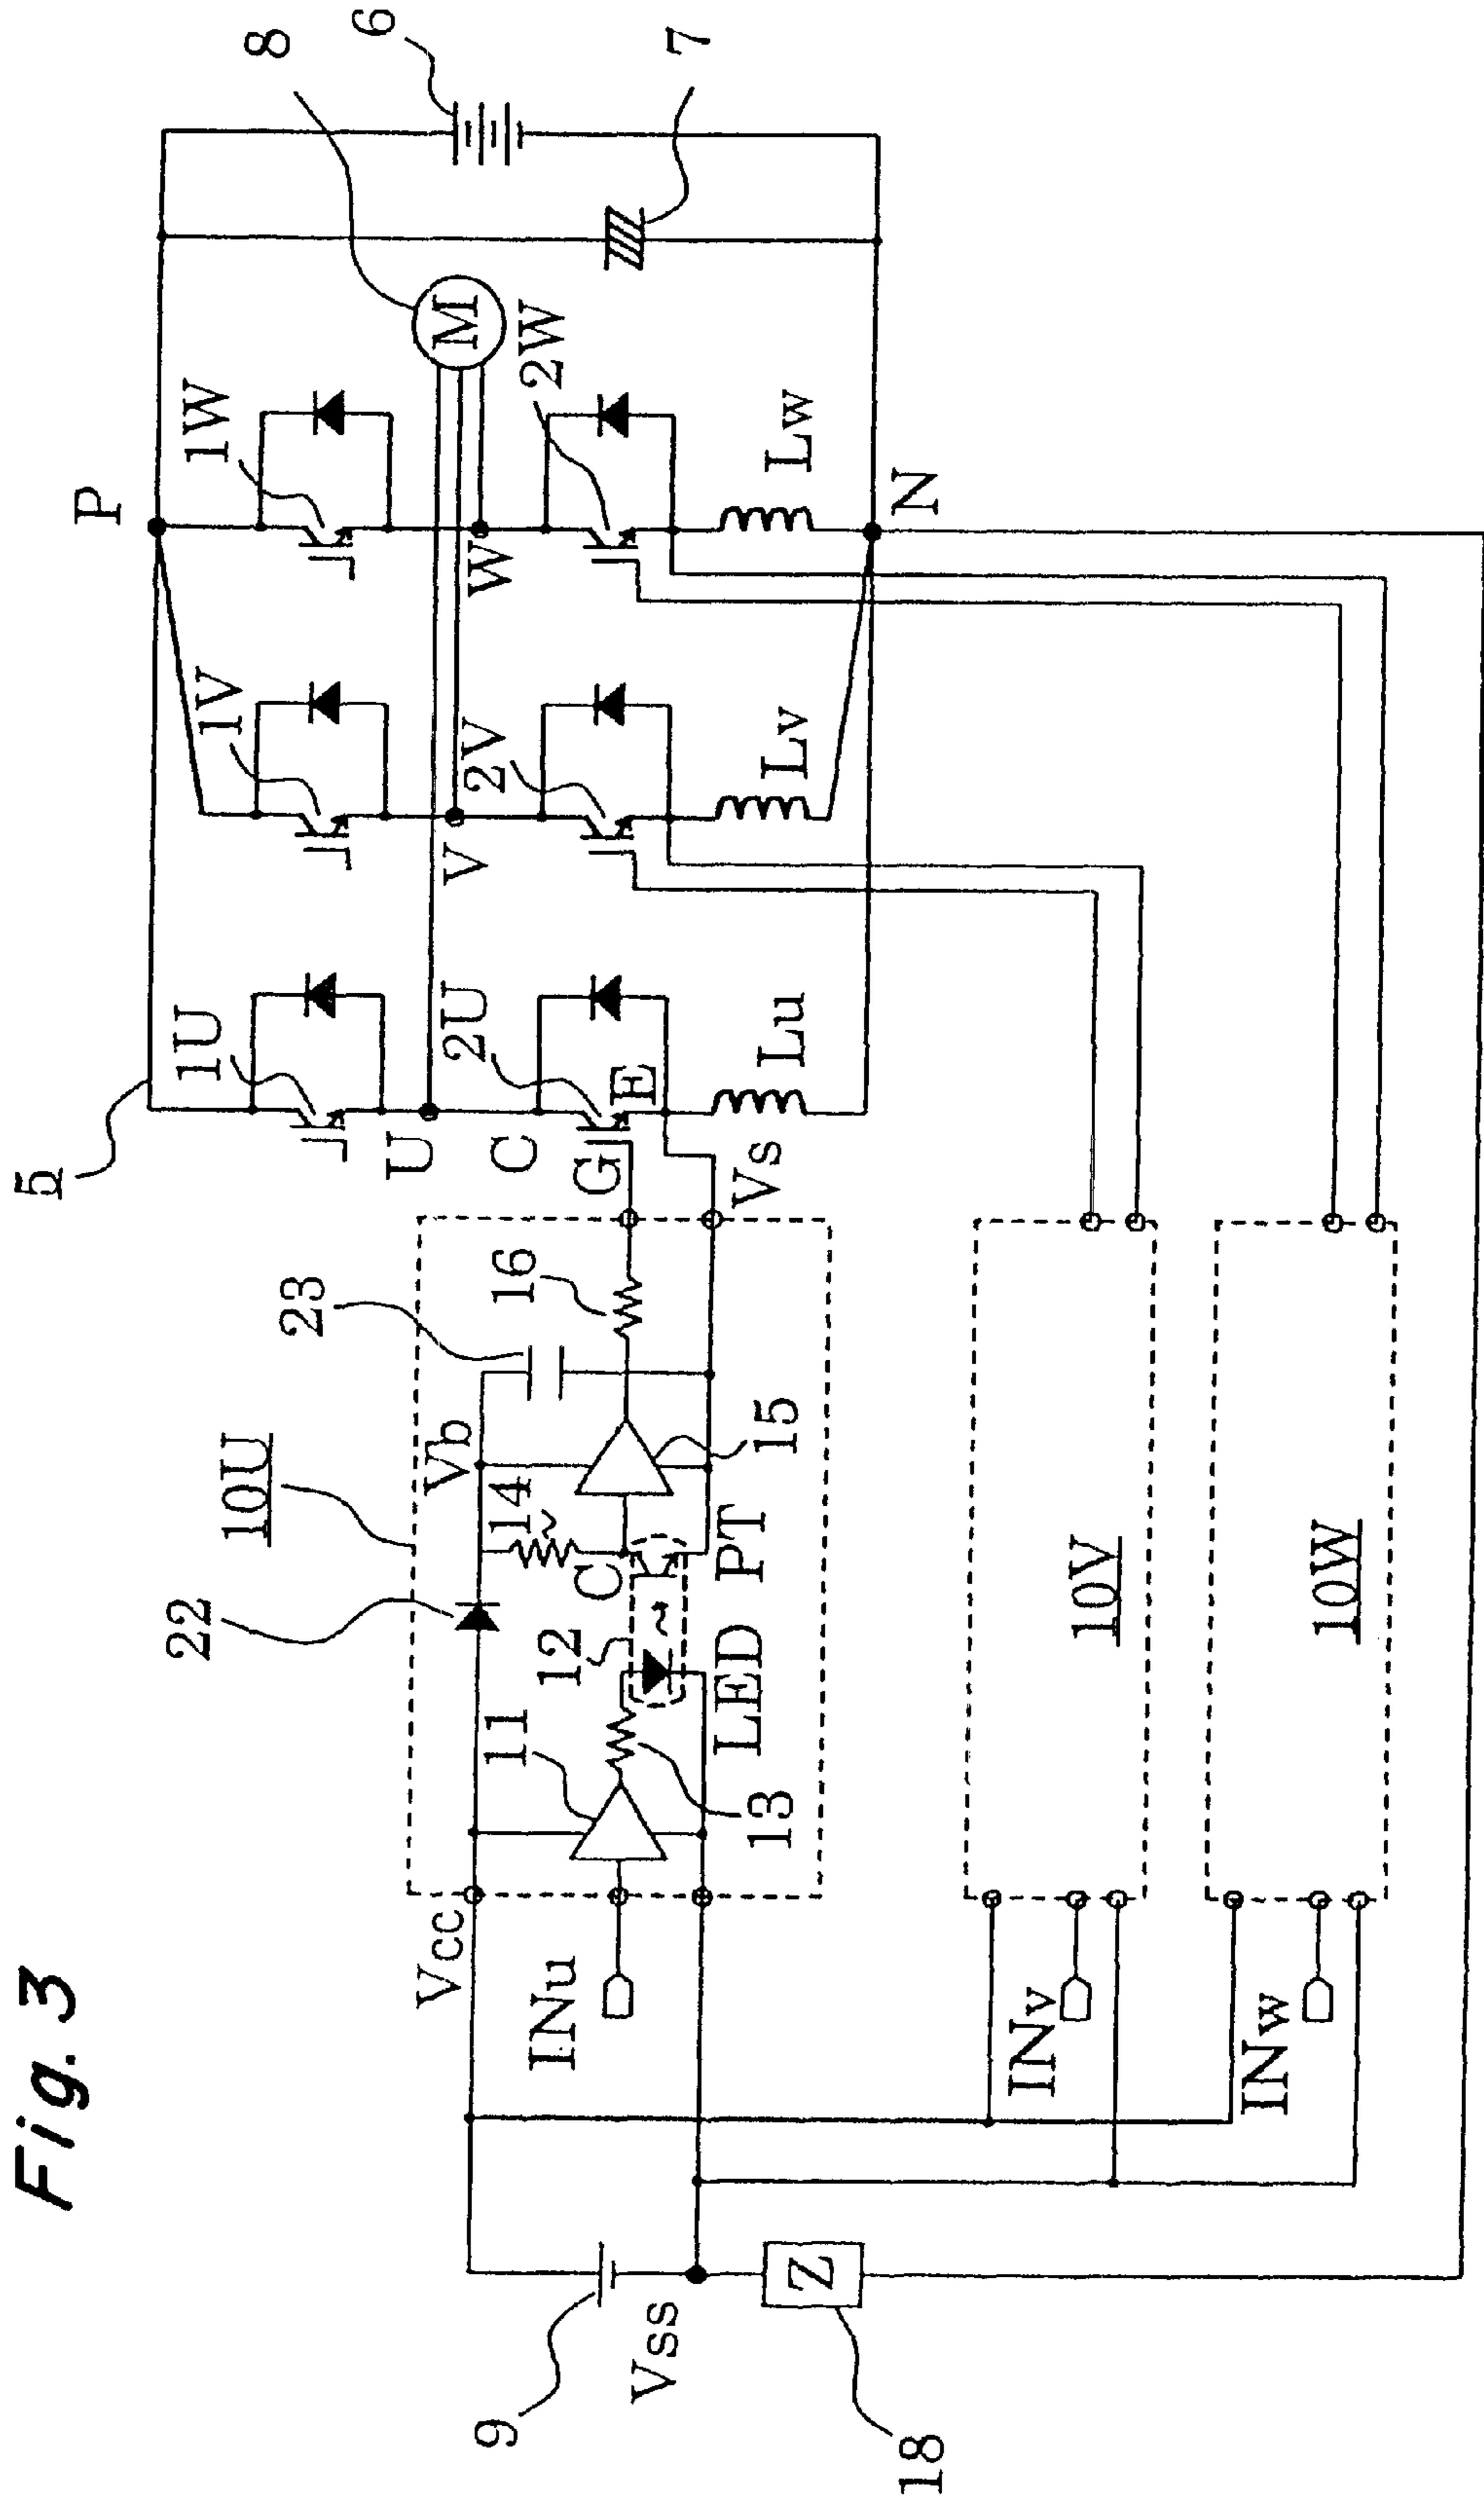 Fig. 3
5
P
8
6
7
1U
1V
1W
M
U
V
W
2U
2V
2W
C
G
E
Lu
Lv
Lw
N
Vs
10U
22
23
16
Vcc
11
12
14
Vb
C
15
INu
13
LED
PT
9
Vss
Z
18
INv
10V
INw
10W